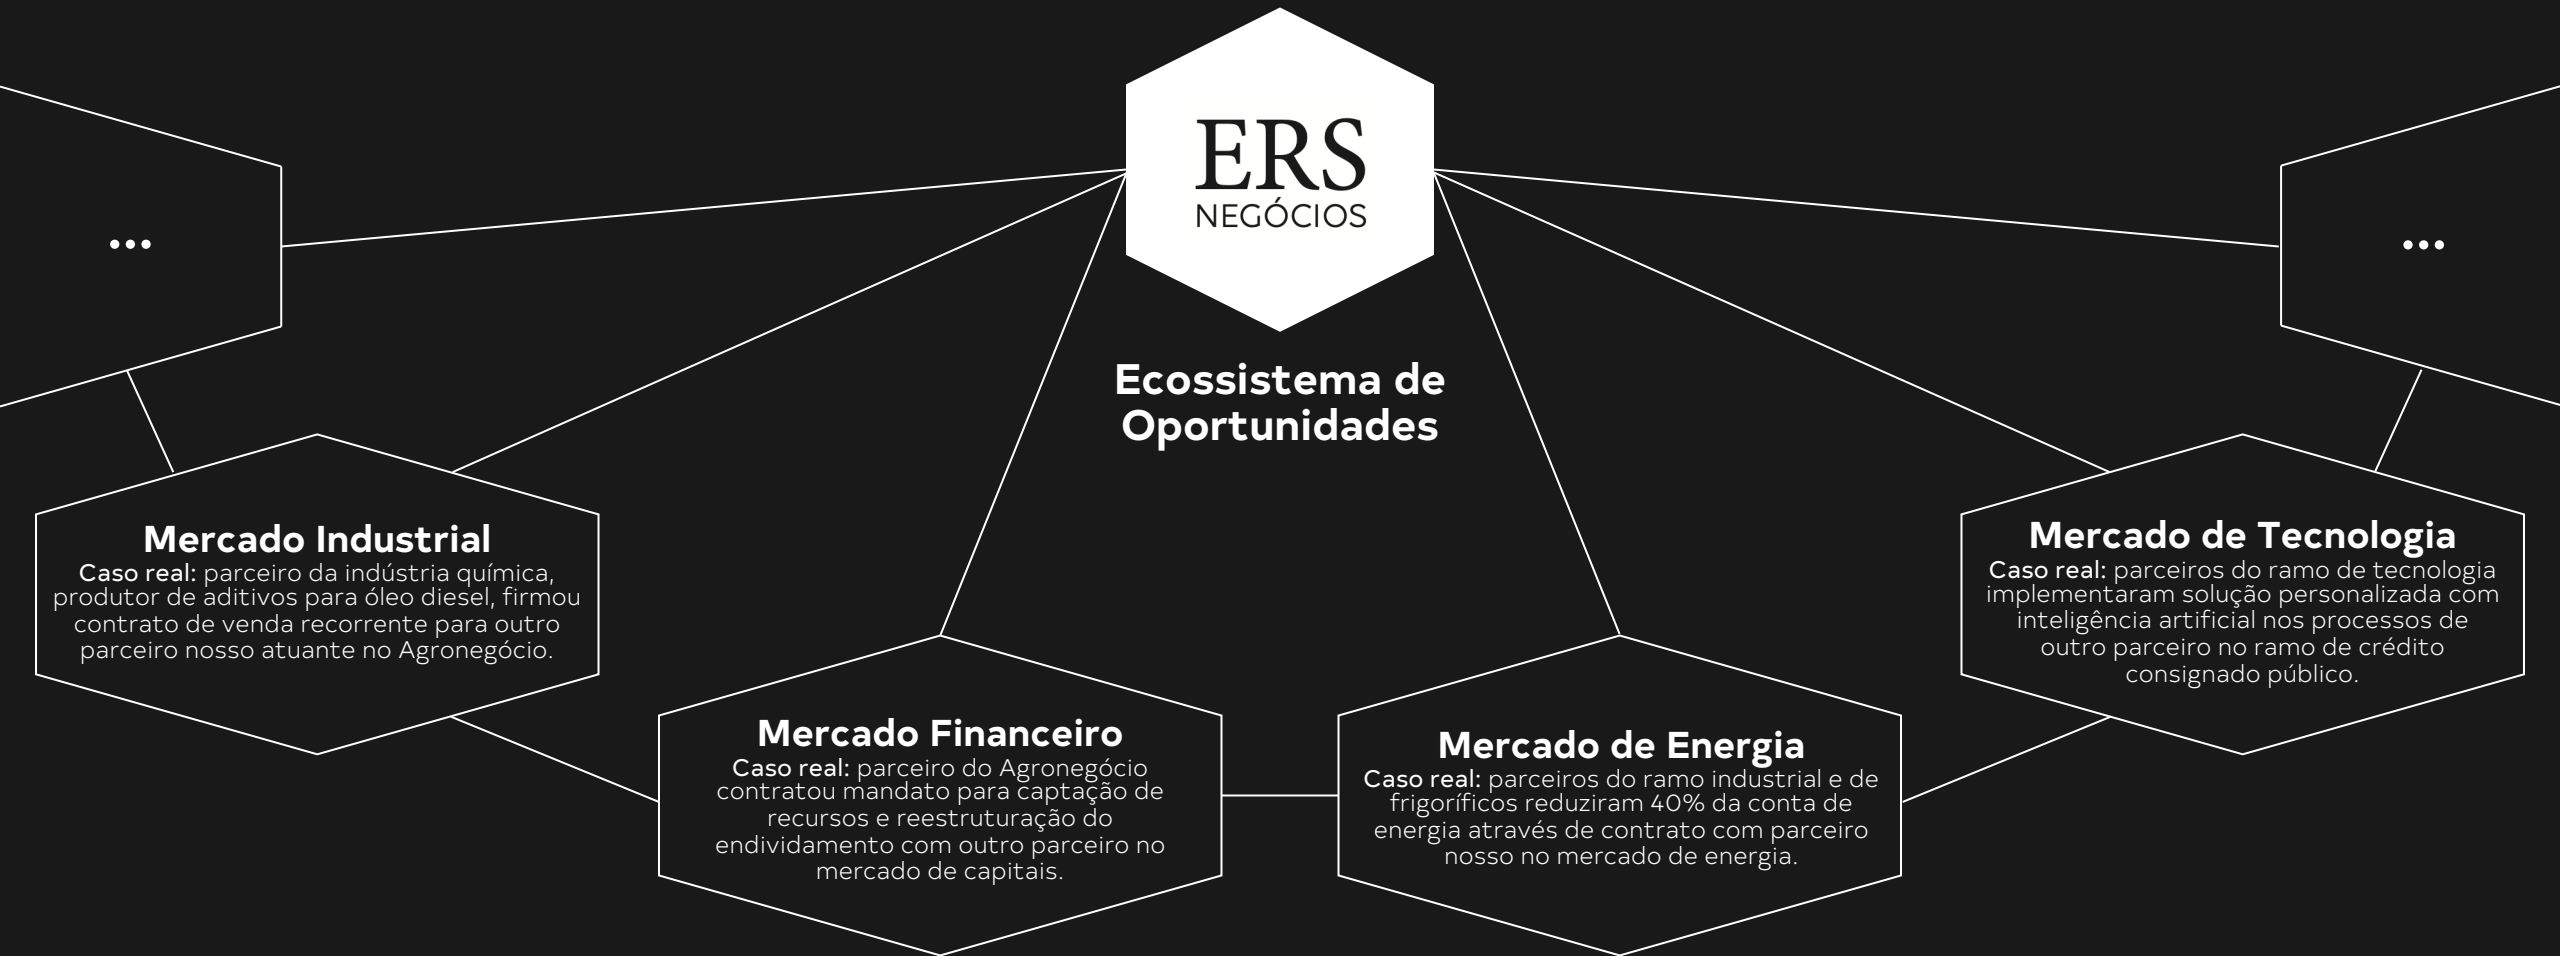 ERS
NEGÓCIOS
...
...
Ecossistema de
Oportunidades
Mercado Industrial
Caso real: parceiro da indústria química,
produtor de aditivos para óleo diesel, firmou
contrato de venda recorrente para outro
parceiro nosso atuante no Agronegócio.
Mercado Financeiro
Caso real: parceiro do Agronegócio
contratou mandato para captação de
recursos e reestruturação do
endividamento com outro parceiro no
mercado de capitais.
Mercado de Energia
Caso real: parceiros do ramo industrial e de
frigoríficos reduziram 40% da conta de
energia através de contrato com parceiro
nosso no mercado de energia.
Mercado de Tecnologia
Caso real: parceiros do ramo de tecnologia
implementaram solução personalizada com
inteligência artificial nos processos de
outro parceiro no ramo de crédito
consignado público.